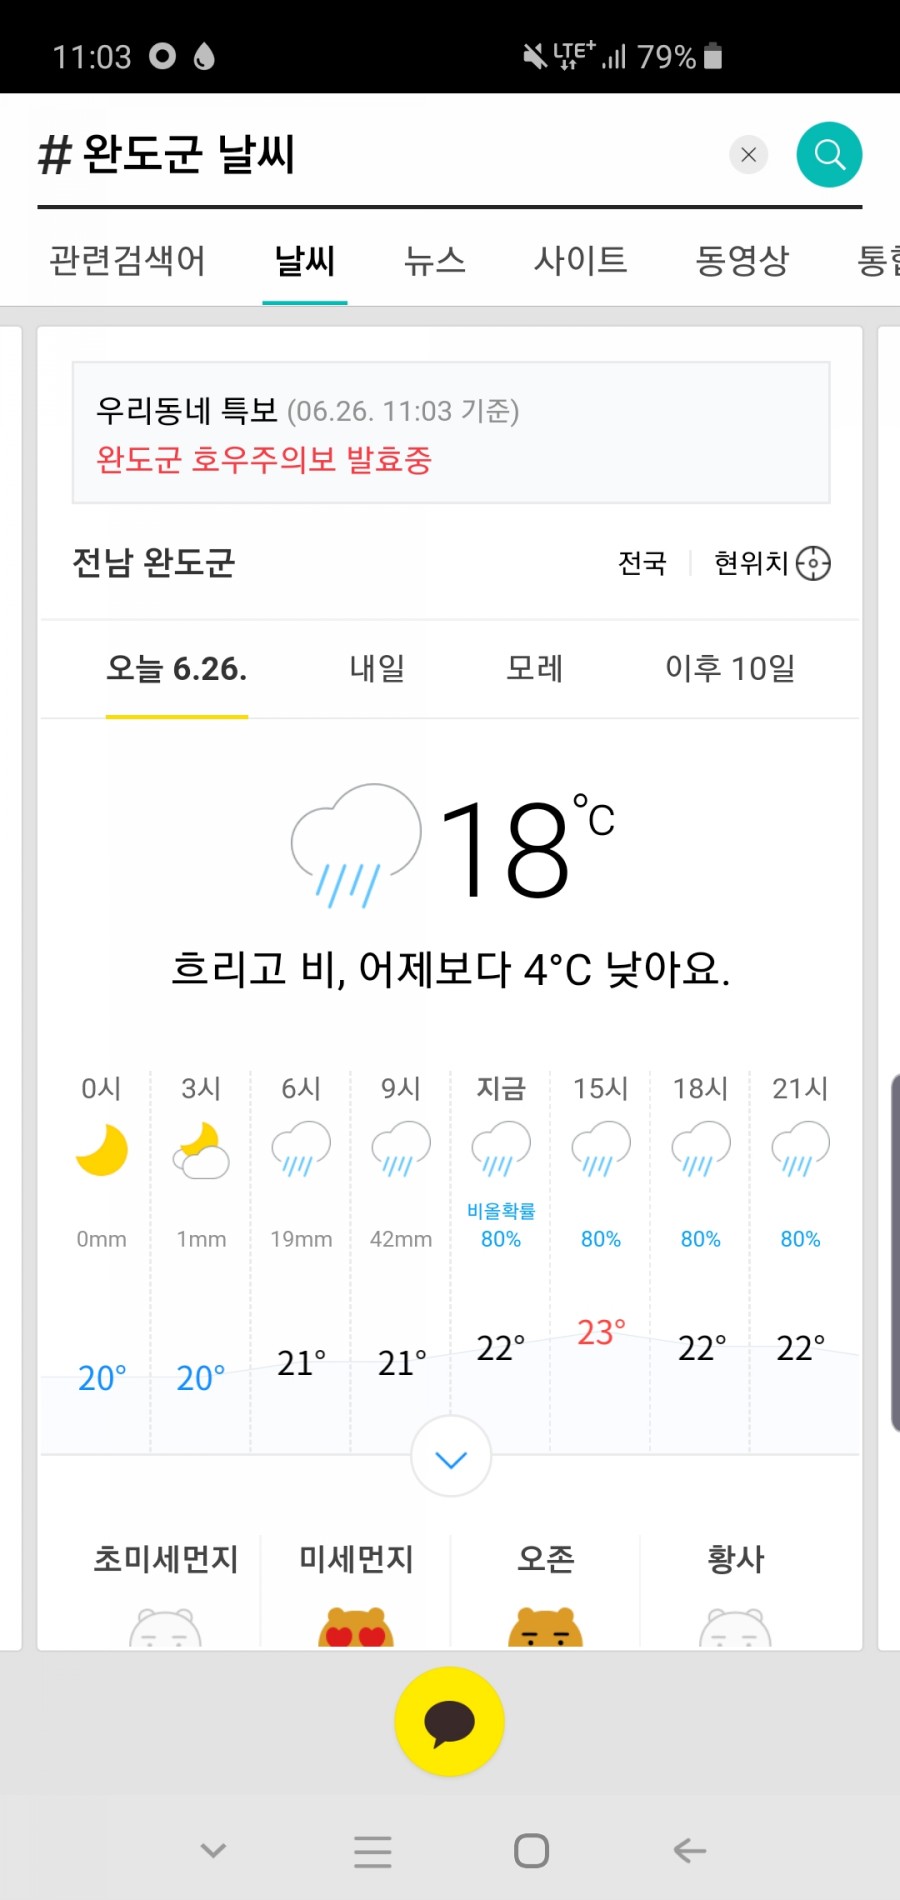 11:03 LTE+ 79%
# 완도군 날씨
관련검색어 날씨 뉴스 사이트 동영상 통합
우리동네 특보 (06.26. 11:03 기준)
완도군 호우주의보 발효중
전남 완도군 전국 현위치
오늘 6.26. 내일 모레 이후 10일
18°C
흐리고 비, 어제보다 4°C 낮아요.
0시 3시 6시 9시 지금 15시 18시 21시
비올확률
0mm 1mm 19mm 42mm 80% 80% 80% 80%
20° 20° 21° 21° 22° 23° 22° 22°
초미세먼지 미세먼지 오존 황사